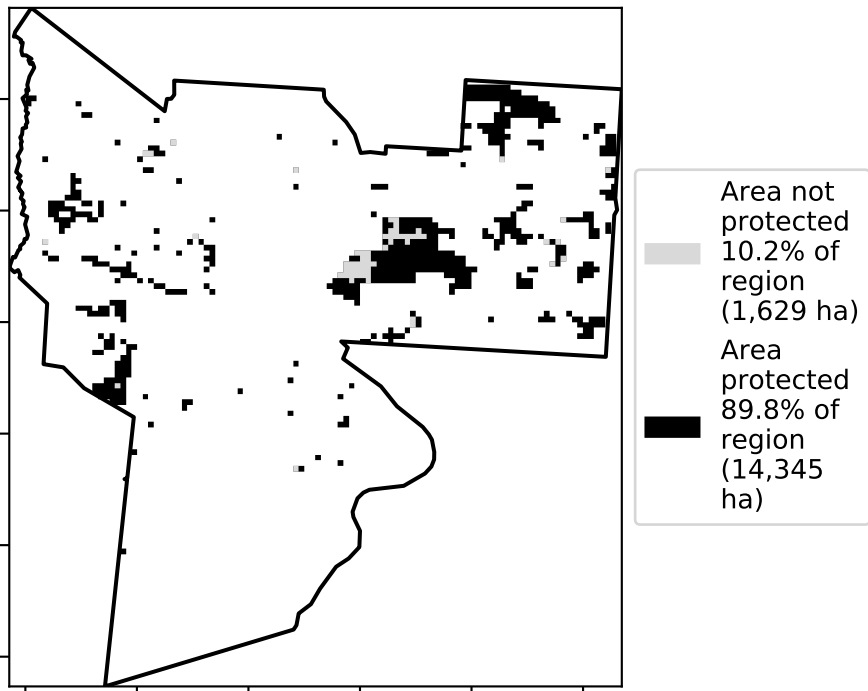 Area not
protected
10.2% of
region
(1,629 ha)
Area
protected
89.8% of
region
(14,345
ha)